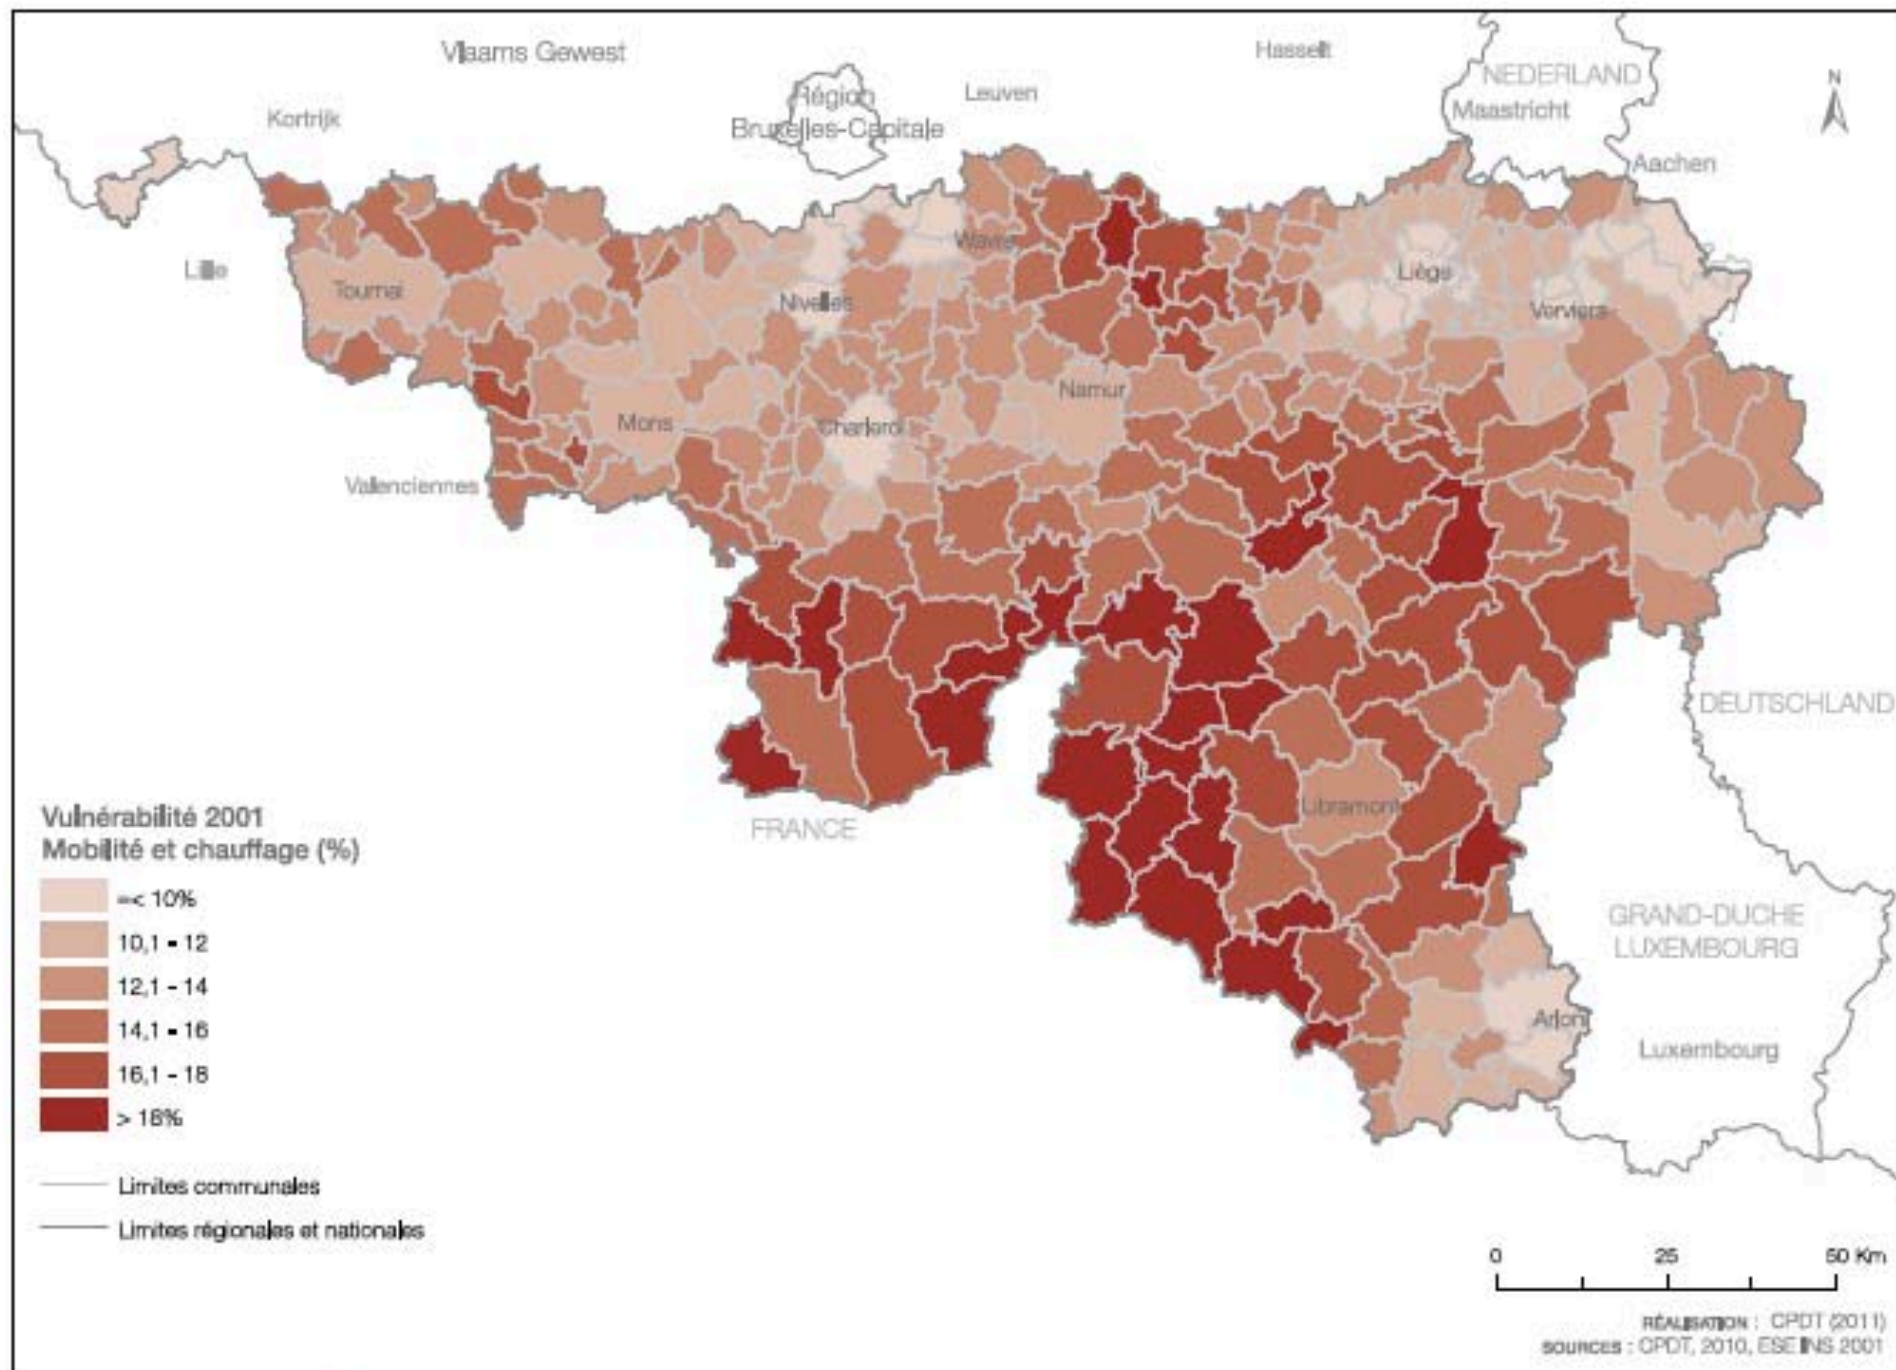 Vlaams Gewest
Hasselt
NEDERLAND
N
Région
Bruxelles-Capitale
Leuven
Maastricht
Kortrijk
Aachen
Lille
Wavre
Liège
Tournai
Nivelles
Verviers
Namur
Mons
Charleroi
Valenciennes
DEUTSCHLAND
Libramont
FRANCE
Vulnérabilité 2001
Mobilité et chauffage (%)
=< 10%
10,1 - 12
12,1 - 14
14,1 - 16
16,1 - 18
> 18%
GRAND-DUCHE
LUXEMBOURG
Arlon
Luxembourg
Limites communales
Limites régionales et nationales
0 25 50 Km
RÉALISATION : CPDT (2011)
SOURCES : CPDT, 2010, ESE INS 2001